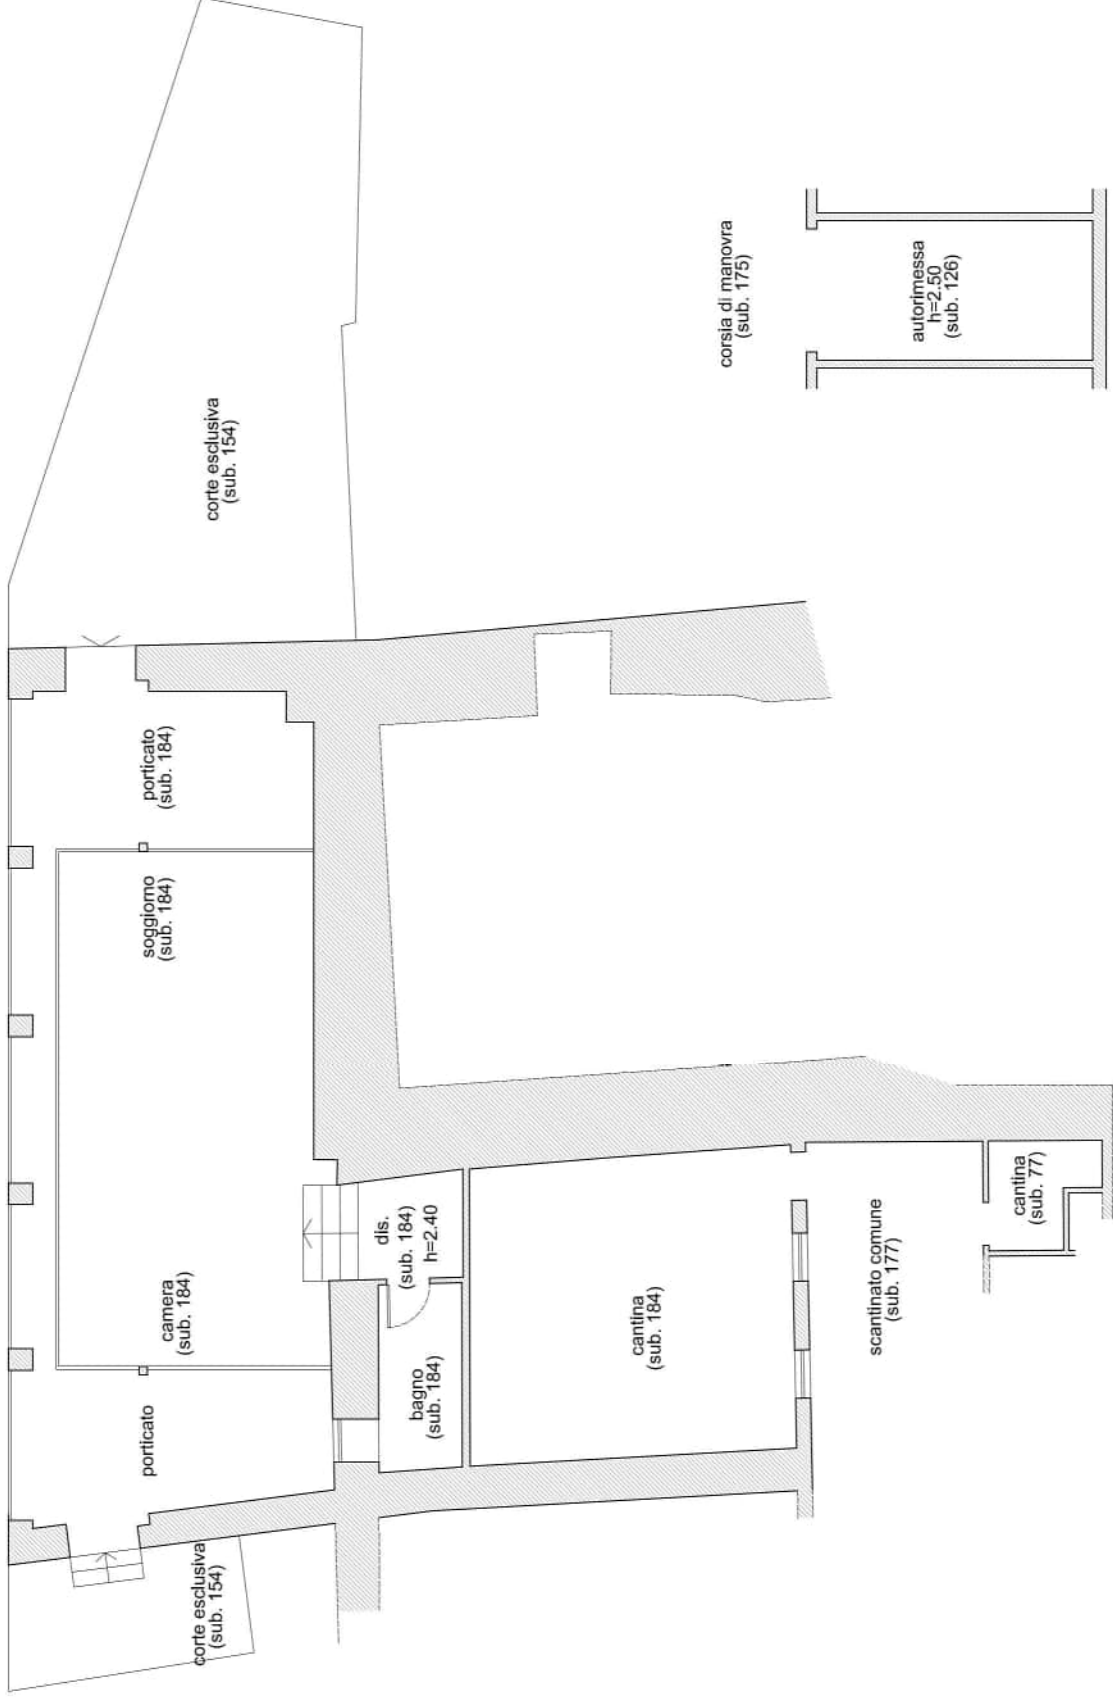 corte esclusiva
(sub. 154)
porticato
(sub. 184)
soggiorno
(sub. 184)
camera
(sub. 184)
porticato
corte esclusiva
(sub. 154)
dis.
(sub. 184)
h=2.40
bagno
(sub. 184)
cantina
(sub. 184)
corsia di manovra
(sub. 175)
autorimessa
h=2.50
(sub. 126)
scantinato comune
(sub. 177)
cantina
(sub. 77)